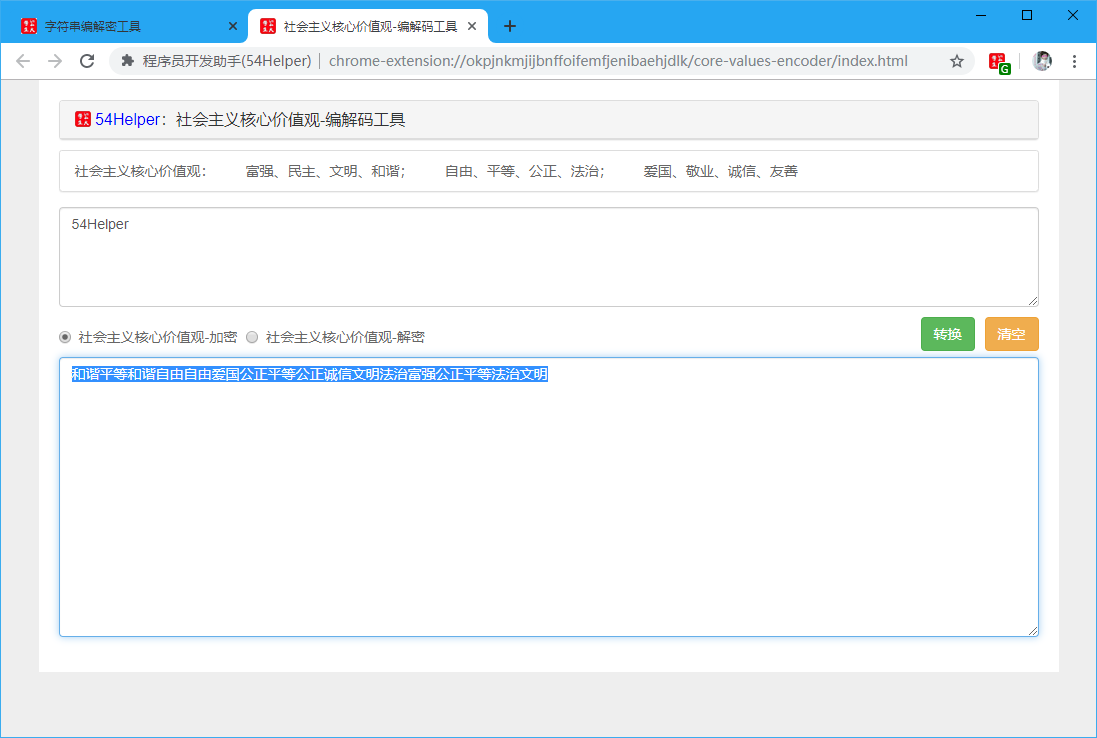 字符串编解密工具
社会主义核心价值观-编解码工具
程序员开发助手(54Helper) | chrome-extension://okpjnkmjijbnffoifemfjenibaehjdlk/core-values-encoder/index.html
G
54Helper：社会主义核心价值观-编解码工具
社会主义核心价值观： 富强、民主、文明、和谐； 自由、平等、公正、法治； 爱国、敬业、诚信、友善
54Helper
社会主义核心价值观-加密 社会主义核心价值观-解密 转换 清空
和谐平等和谐自由自由爱国公正平等公正诚信文明法治富强公正平等法治文明